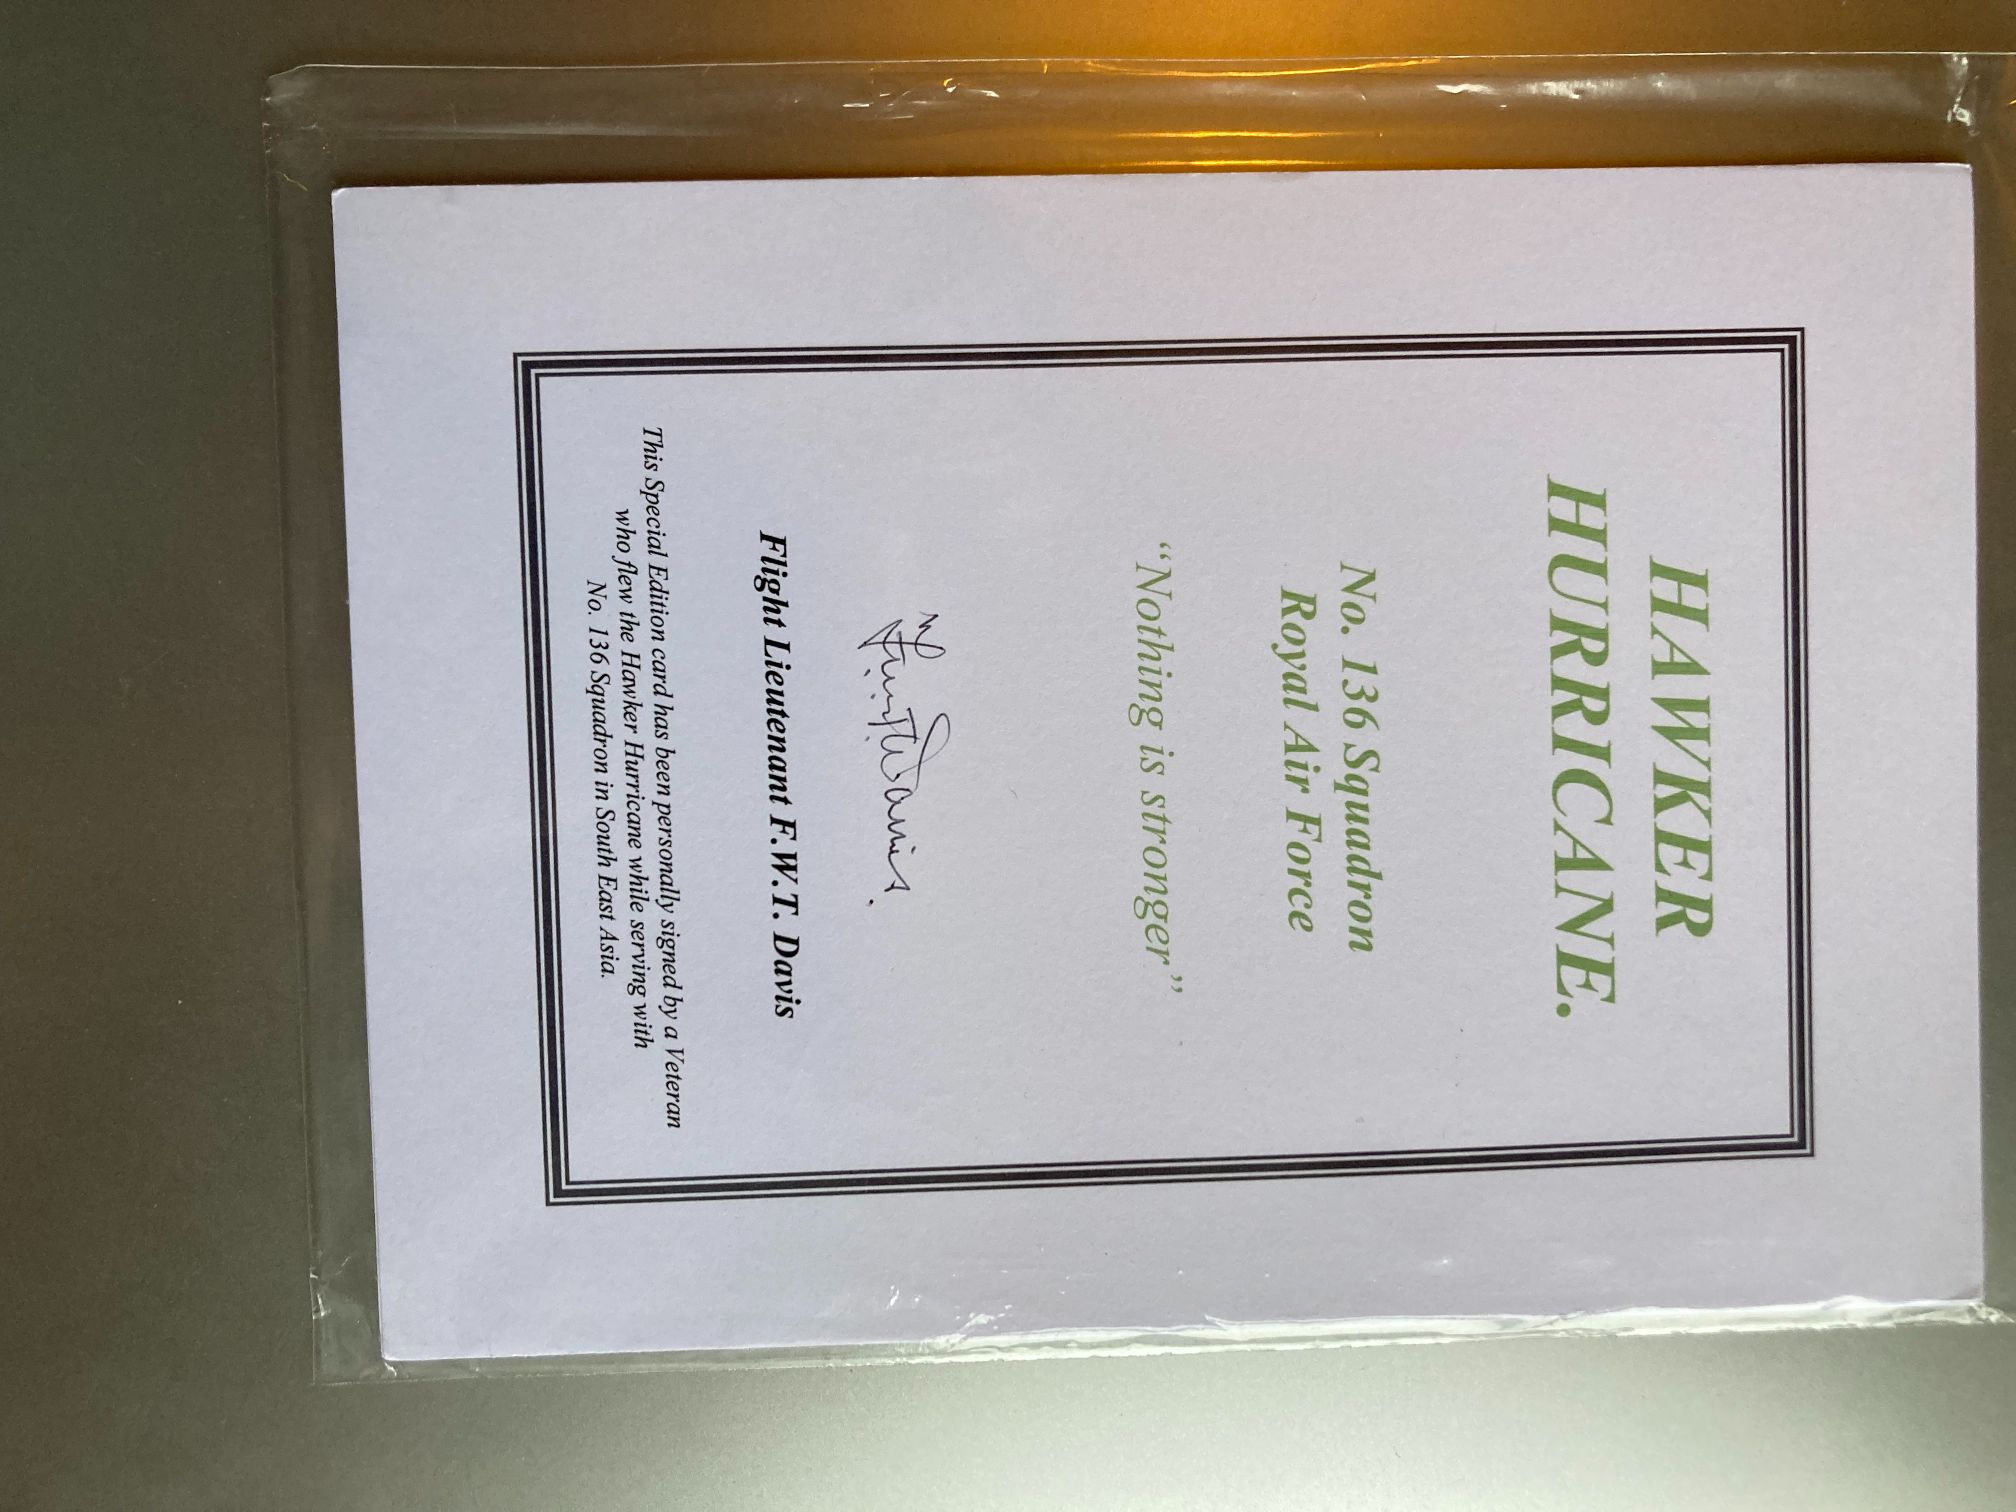 HAWKER
HURRICANE.
No. 136 Squadron
Royal Air Force
“Nothing is stronger”
Flight Lieutenant F.W.T. Davis
This Special Edition card has been personally signed by a Veteran
who flew the Hawker Hurricane while serving with
No. 136 Squadron in South East Asia.